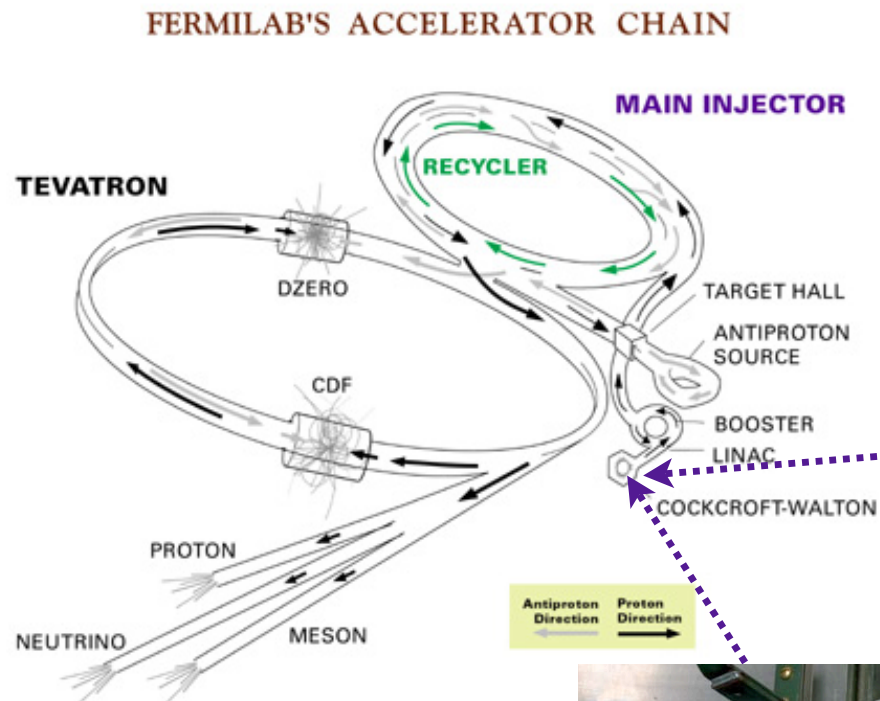 FERMILAB'S ACCELERATOR CHAIN
MAIN INJECTOR
RECYCLER
TEVATRON
DZERO
TARGET HALL
ANTIPROTON
SOURCE
CDF
BOOSTER
LINAC
COCKCROFT-WALTON
PROTON
NEUTRINO
MESON
Antiproton
Direction
Proton
Direction